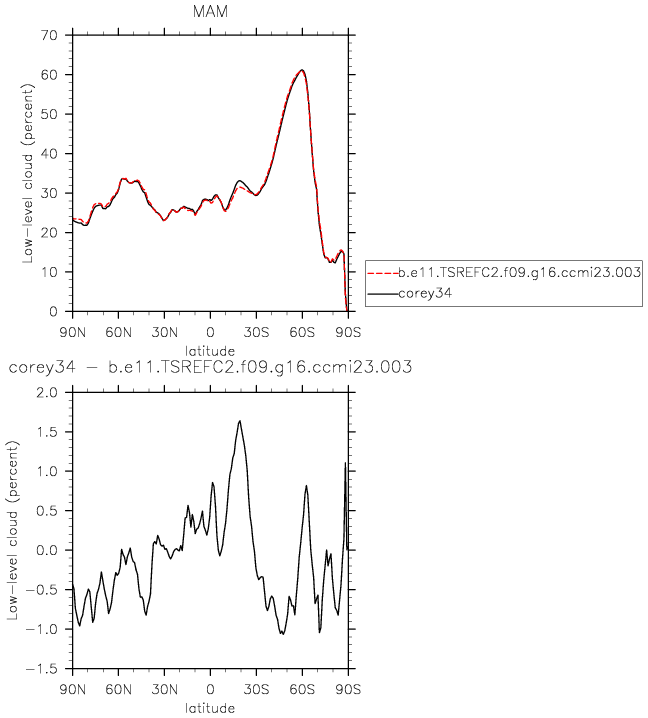 MAM
70
60
50
40
30
20
10
0
Low-level cloud (percent)
90N 60N 30N 0 30S 60S 90S
latitude
b.e11.TSREFC2.f09.g16.ccmi23.003
corey34
corey34 - b.e11.TSREFC2.f09.g16.ccmi23.003
2.0
1.5
1.0
0.5
0.0
-0.5
-1.0
-1.5
Low-level cloud (percent)
90N 60N 30N 0 30S 60S 90S
latitude